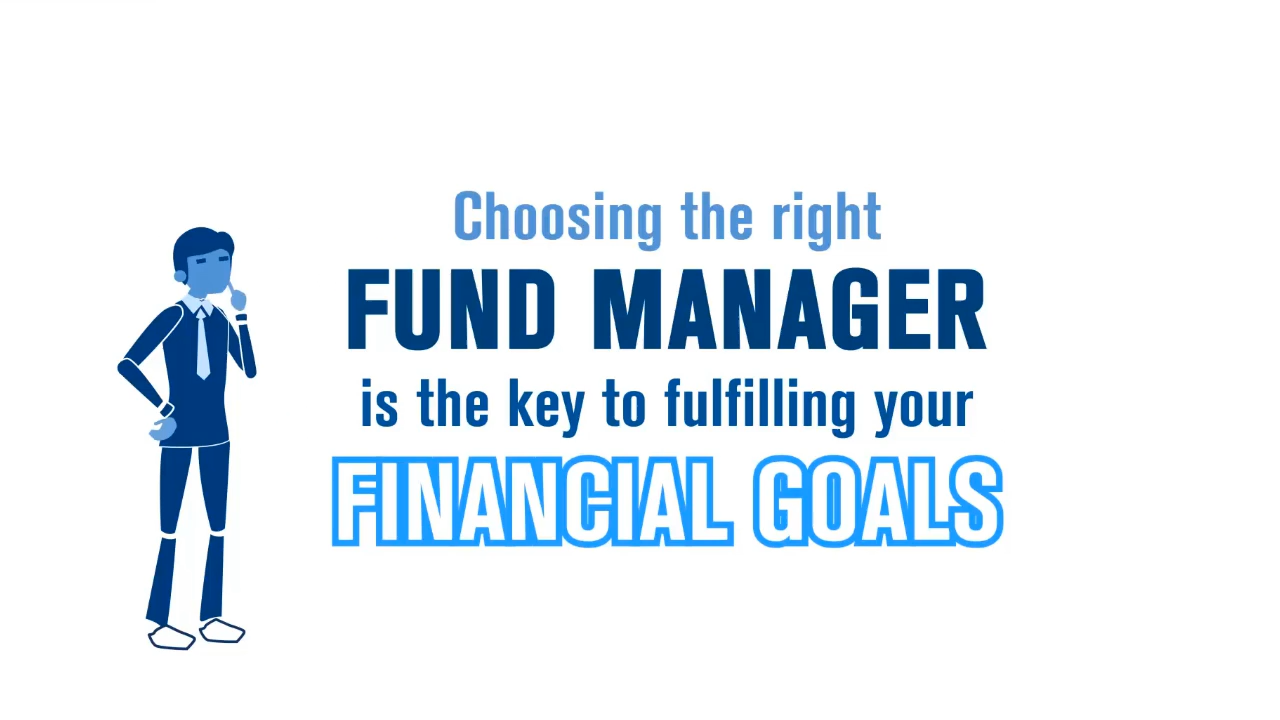 Choosing the right
FUND MANAGER
is the key to fulfilling your
FINANCIAL GOALS